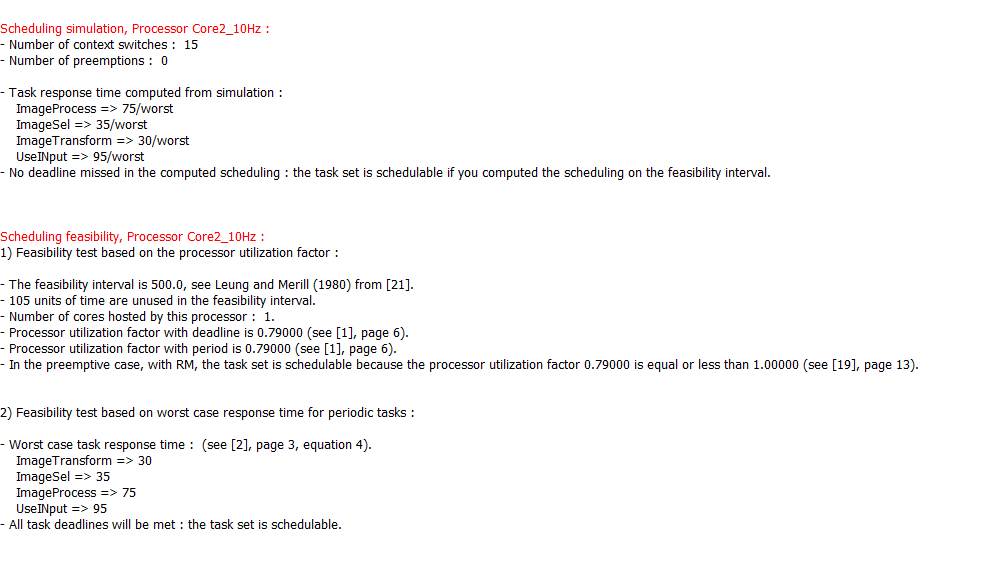 Scheduling simulation, Processor Core2_10Hz :
- Number of context switches :  15
- Number of preemptions :  0
- Task response time computed from simulation :
ImageProcess => 75/worst
ImageSel => 35/worst
ImageTransform => 30/worst
UseINput => 95/worst
- No deadline missed in the computed scheduling : the task set is schedulable if you computed the scheduling on the feasibility interval.
Scheduling feasibility, Processor Core2_10Hz :
1) Feasibility test based on the processor utilization factor :
- The feasibility interval is 500.0, see Leung and Merill (1980) from [21].
- 105 units of time are unused in the feasibility interval.
- Number of cores hosted by this processor :  1.
- Processor utilization factor with deadline is 0.79000 (see [1], page 6).
- Processor utilization factor with period is 0.79000 (see [1], page 6).
- In the preemptive case, with RM, the task set is schedulable because the processor utilization factor 0.79000 is equal or less than 1.00000 (see [19], page 13).
2) Feasibility test based on worst case response time for periodic tasks :
- Worst case task response time :  (see [2], page 3, equation 4).
ImageTransform => 30
ImageSel => 35
ImageProcess => 75
UseINput => 95
- All task deadlines will be met : the task set is schedulable.